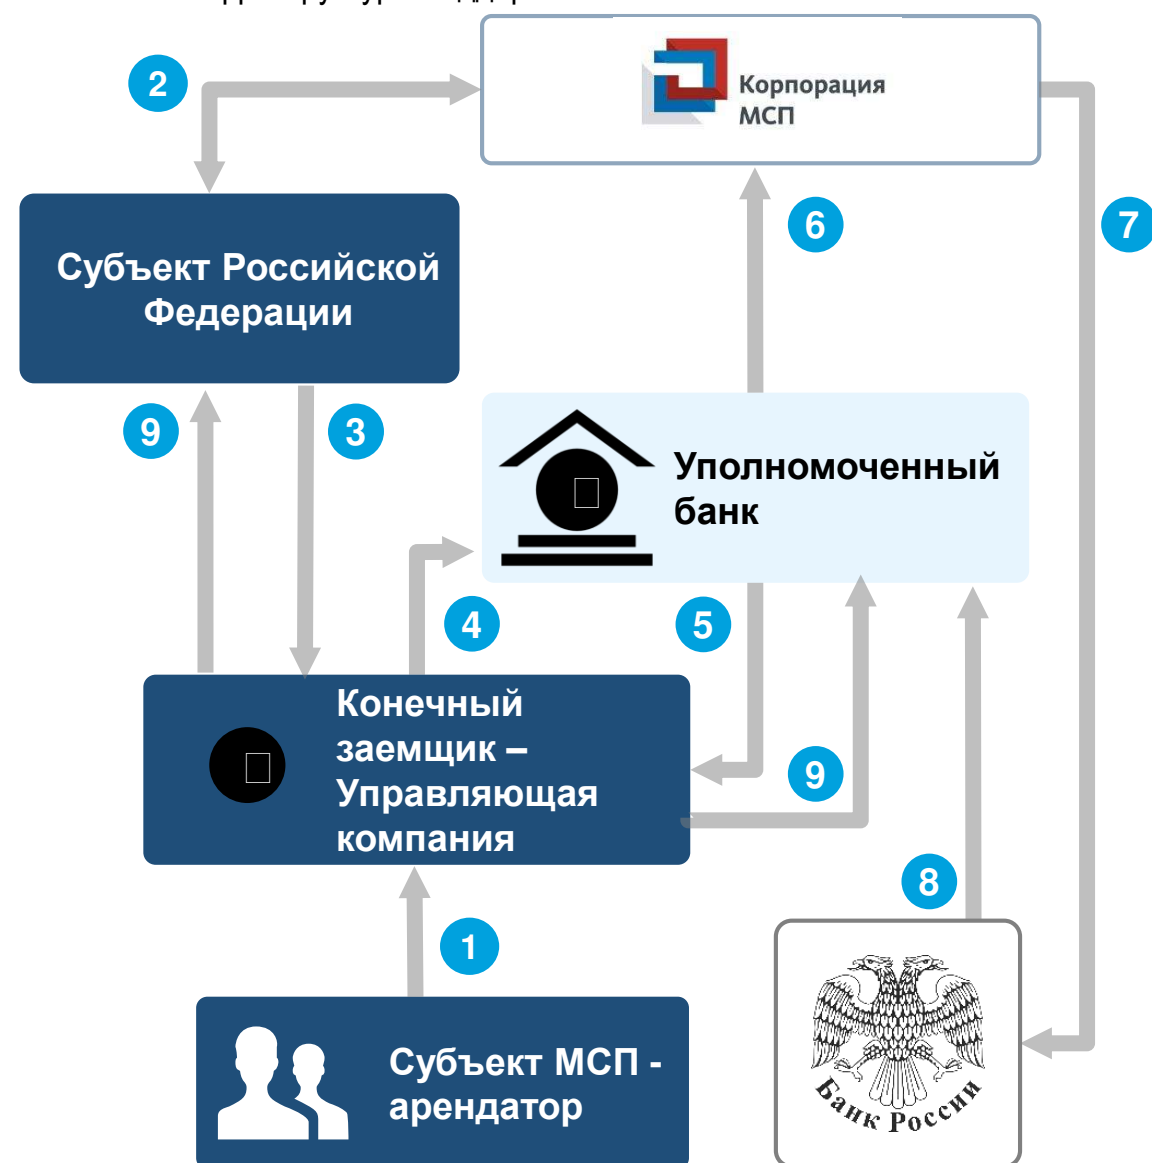 2
Корпорация
МСП
Субъект Российской
Федерации
6
7
9
3
Уполномоченный
банк
4
5
Конечный
заемщик –
Управляющая
компания
9
8
1
Субъект МСП -
арендатор
Банк России